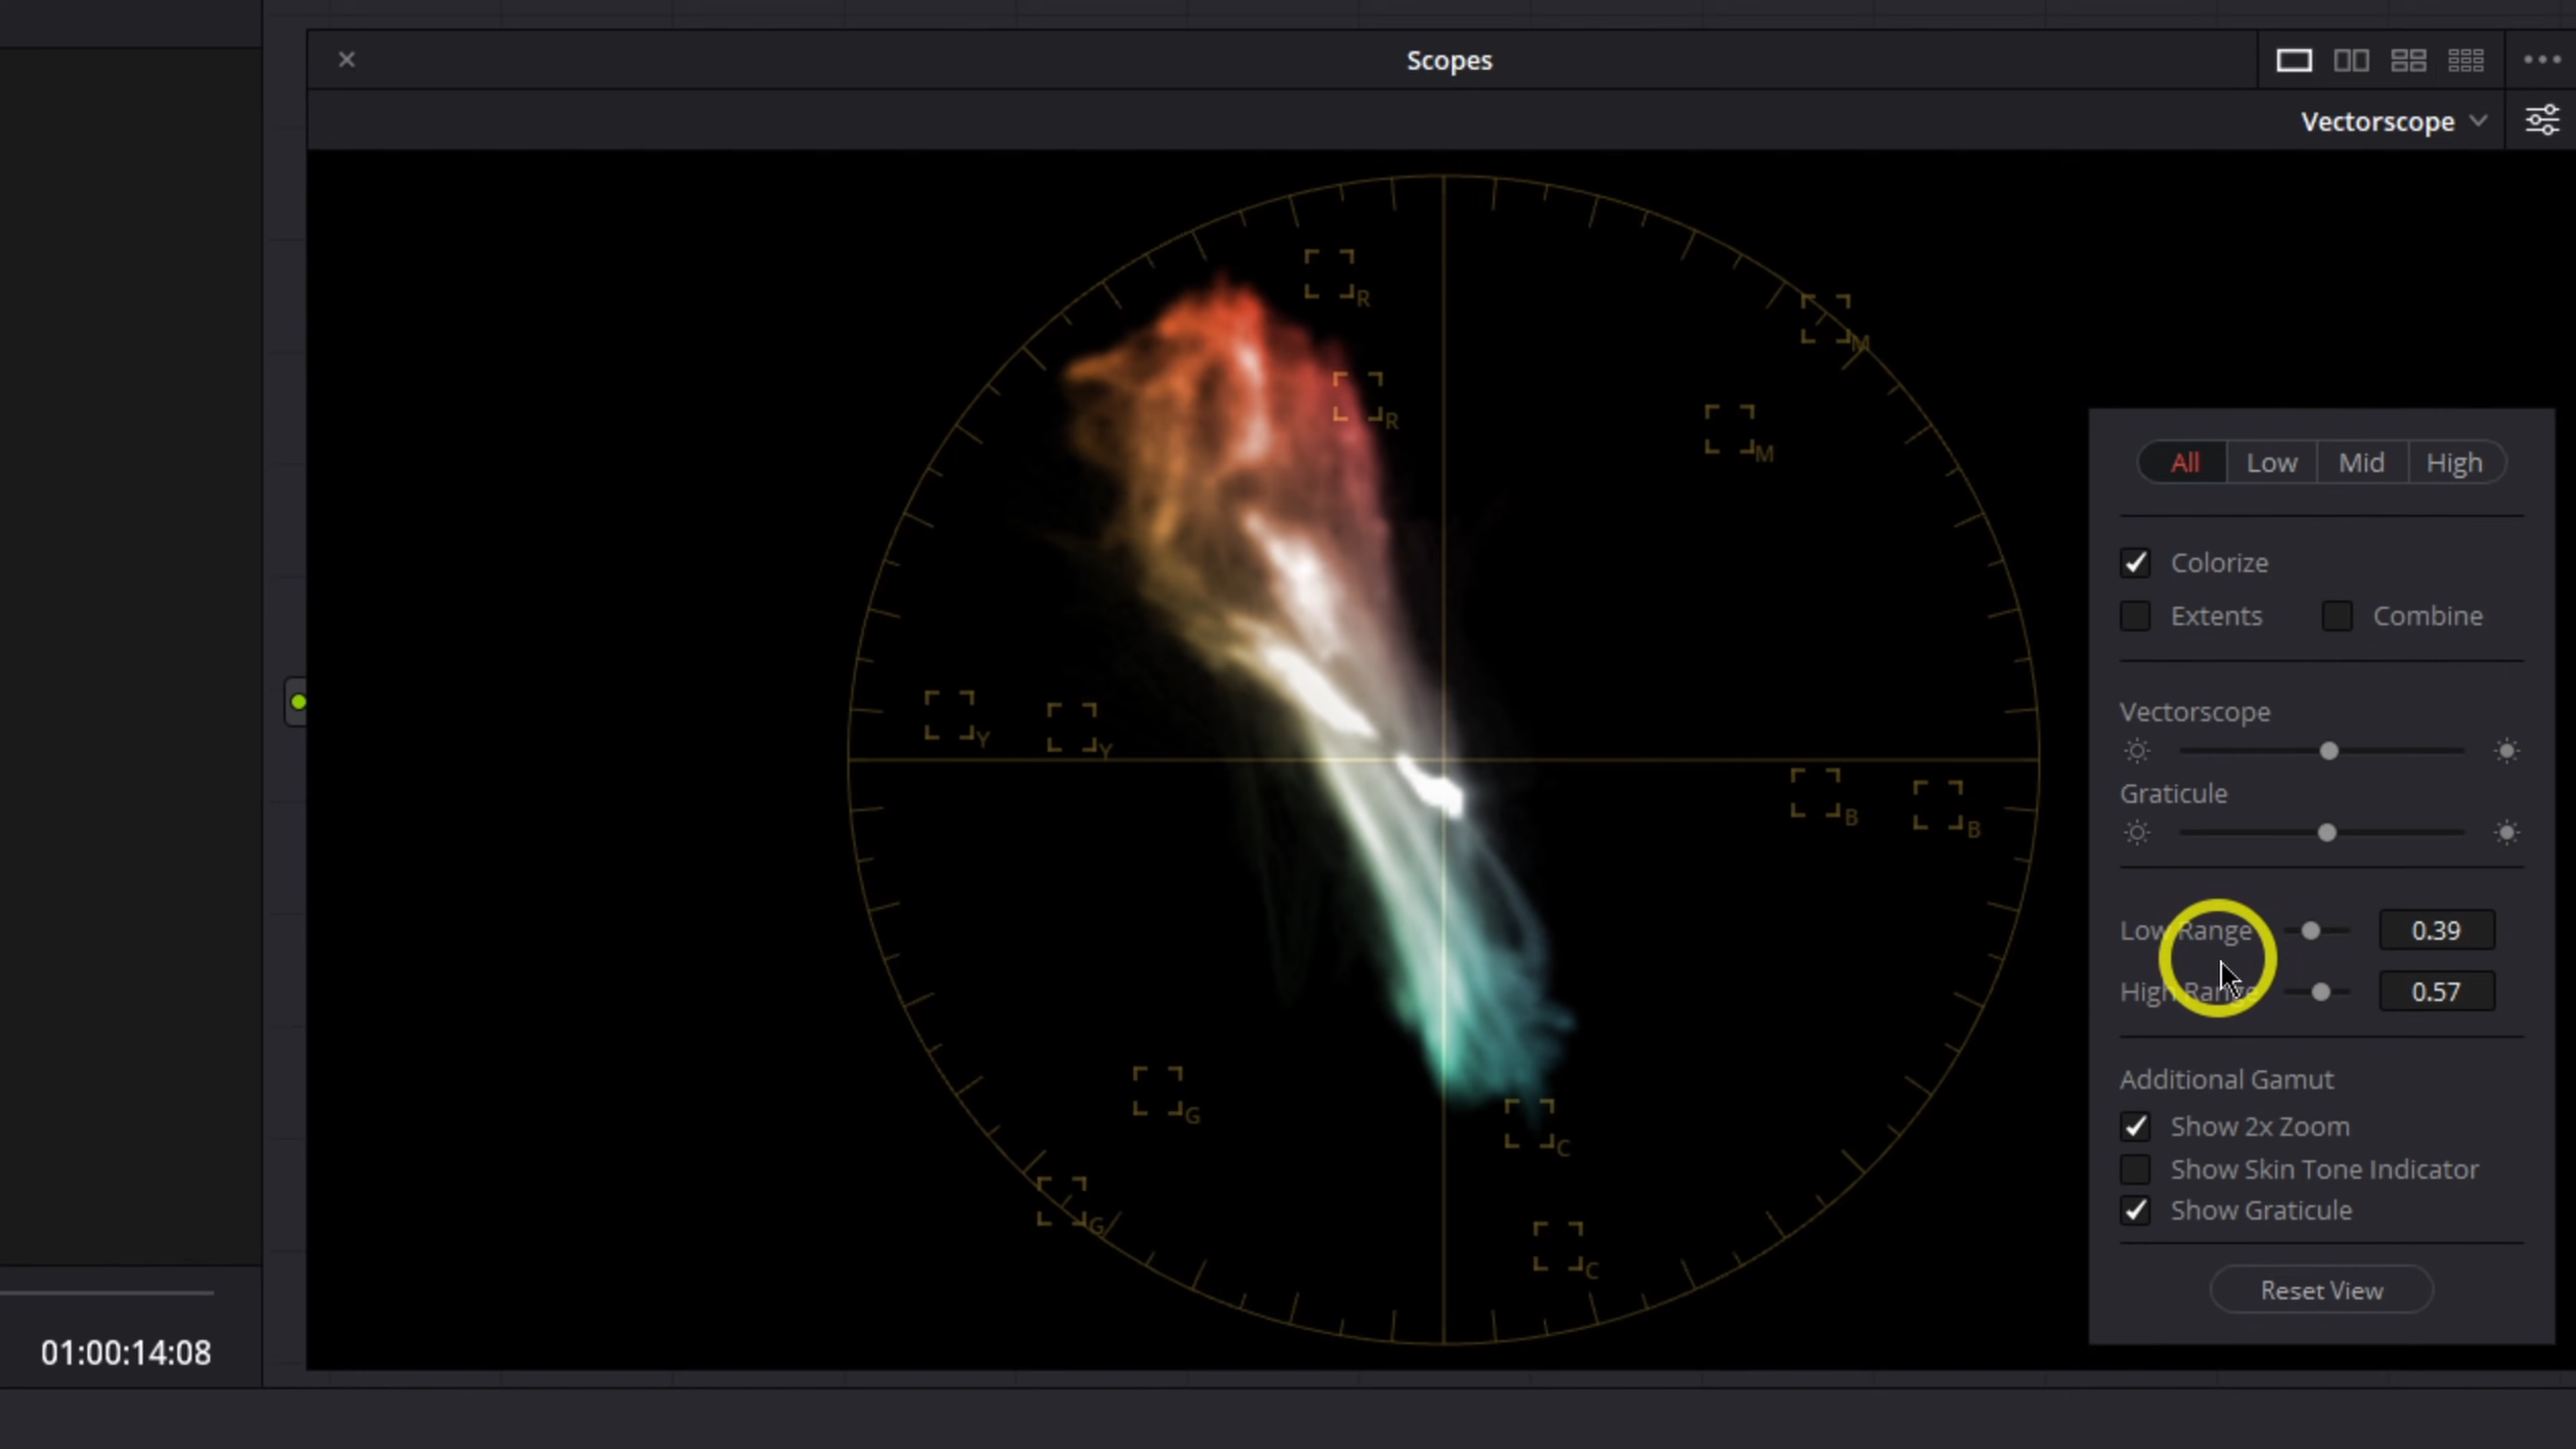 Scopes
Vectorscope
R
M
R
M
All Low Mid High
Colorize
Extents Combine
Vectorscope
Y
Y
Graticule
B
B
Low Range 0.39
High Range 0.57
Additional Gamut
G
Show 2x Zoom
C
Show Skin Tone Indicator
G
Show Graticule
C
Reset View
01:00:14:08